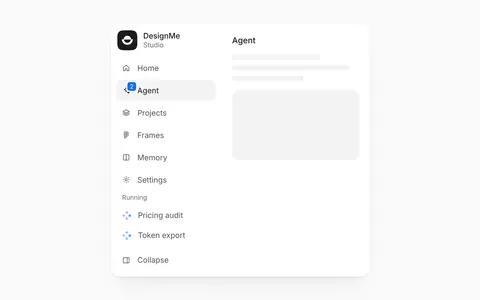 DesignMe
Studio
Home
2
Agent
Projects
Frames
Memory
Settings
Running
Pricing audit
Token export
Collapse
Agent